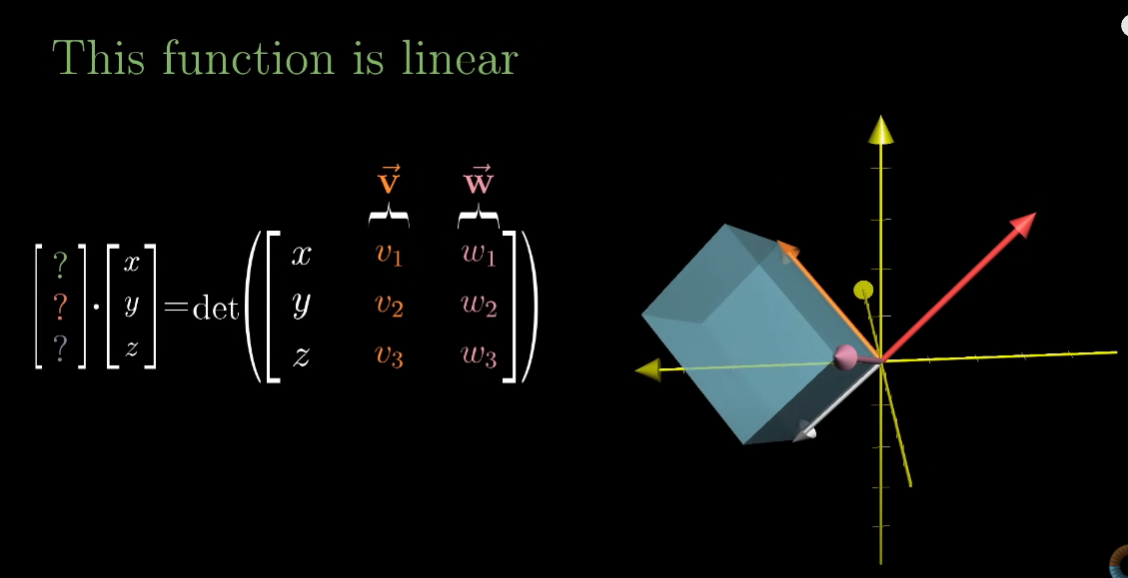 This function is linear
v⃗ w⃗
[? ? ?] · [x y z] = det([x v₁ w₁
y v₂ w₂
z v₃ w₃])